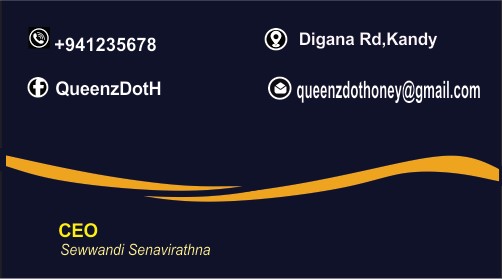 +941235678
Digana Rd,Kandy
QueenzDotH
queenzdothoney@gmail.com
CEO
Sewwandi Senavirathna